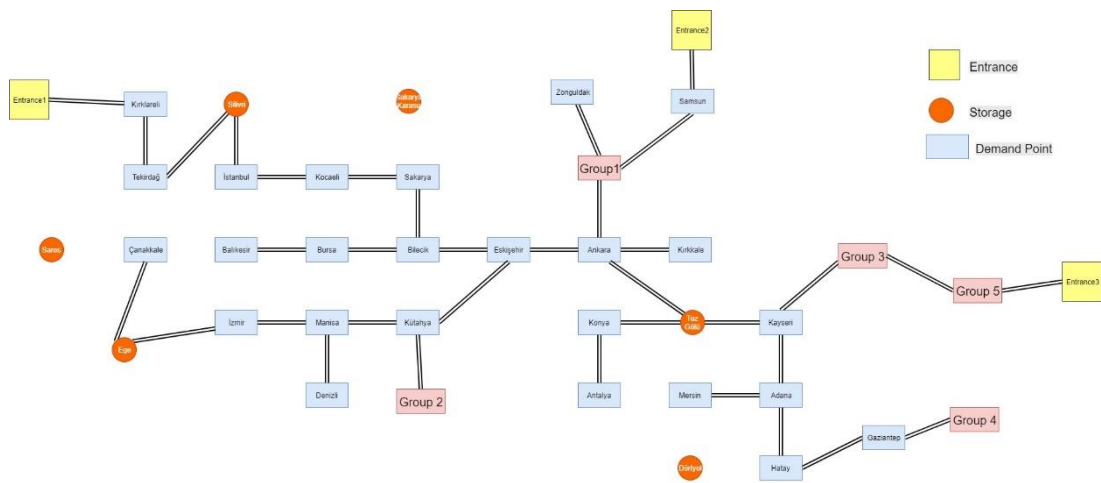 Entrance2
Entrance
Zonguldak
Entrance1
Kırklareli
Silivri
Sakarya
Karasu
Samsun
Storage
Demand Point
Group1
Tekirdağ
İstanbul
Kocaeli
Sakarya
Saros
Çanakkale
Balıkesir
Bursa
Bilecik
Eskişehir
Ankara
Kırıkkale
Group 3
Group 5
Entrance3
Ege
İzmir
Manisa
Kütahya
Konya
Tuz
Gölü
Kayseri
Denizli
Group 2
Antalya
Mersin
Adana
Group 4
Gaziantep
Dörtyol
Hatay